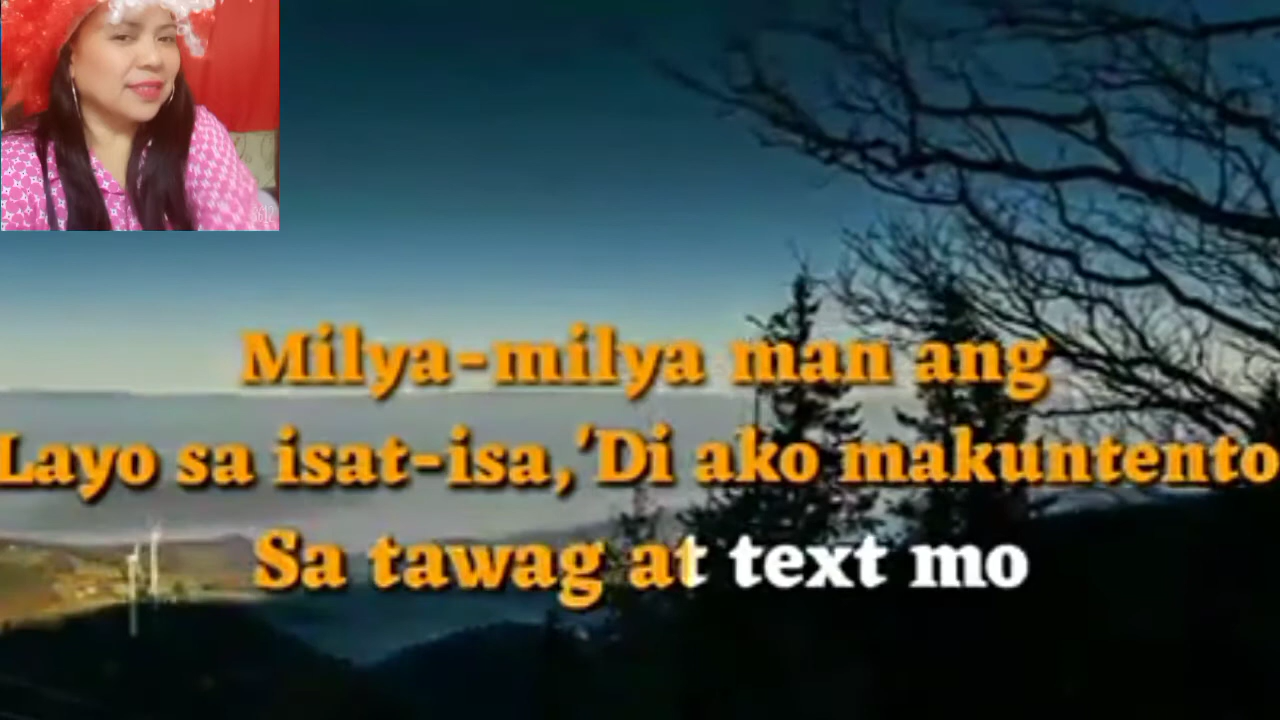 Milya-milya man ang
Layo sa isat-isa,'Di ako makuntento
Sa tawag at text mo